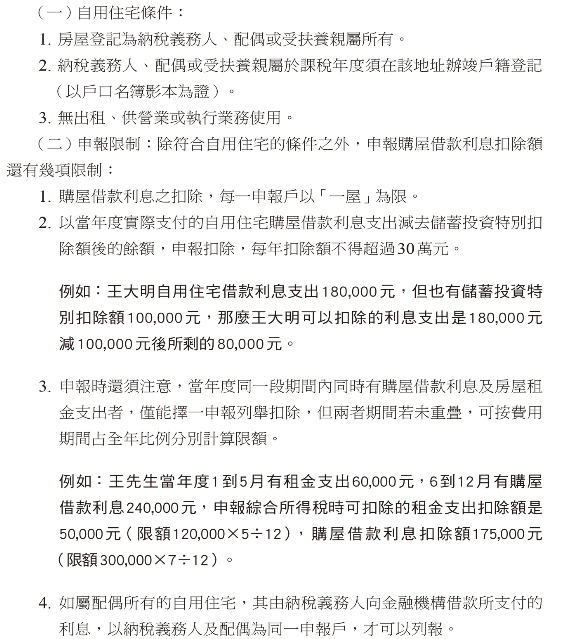 (一)自用住宅條件：
1. 房屋登記為納稅義務人、配偶或受扶養親屬所有。
2. 納稅義務人、配偶或受扶養親屬於課稅年度須在該地址辦竣戶籍登記
(以戶口名簿影本為證)。
3. 無出租、供營業或執行業務使用。
(二)申報限制：除符合自用住宅的條件之外，申報購屋借款利息扣除額
還有幾項限制：
1. 購屋借款利息之扣除，每一申報戶以「一屋」為限。
2. 以當年度實際支付的自用住宅購屋借款利息支出減去儲蓄投資特別扣
除額後的餘額，申報扣除，每年扣除額不得超過30萬元。
例如：王大明自用住宅借款利息支出180,000元，但也有儲蓄投資特
別扣除額100,000元，那麼王大明可以扣除的利息支出是180,000元
減100,000元後所剩的80,000元。
3. 申報時還須注意，當年度同一段期間內同時有購屋借款利息及房屋租
金支出者，僅能擇一申報列舉扣除，但兩者期間若未重疊，可按費用
期間占全年比例分別計算限額。
例如：王先生當年度1到5月有租金支出60,000元，6到12月有購屋
借款利息240,000元，申報綜合所得稅時可扣除的租金支出扣除額是
50,000元(限額120,000×5÷12)，購屋借款利息扣除額175,000元
(限額300,000×7÷12)。
4. 如屬配偶所有的自用住宅，其由納稅義務人向金融機構借款所支付的
利息，以納稅義務人及配偶為同一申報戶，才可以列報。